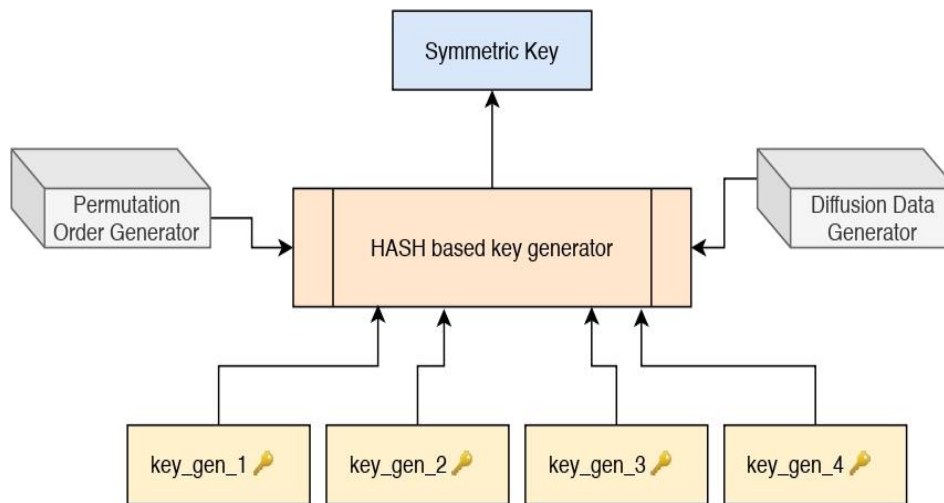 Symmetric Key
Permutation
Order Generator
HASH based key generator
Diffusion Data
Generator
key_gen_1
key_gen_2
key_gen_3
key_gen_4